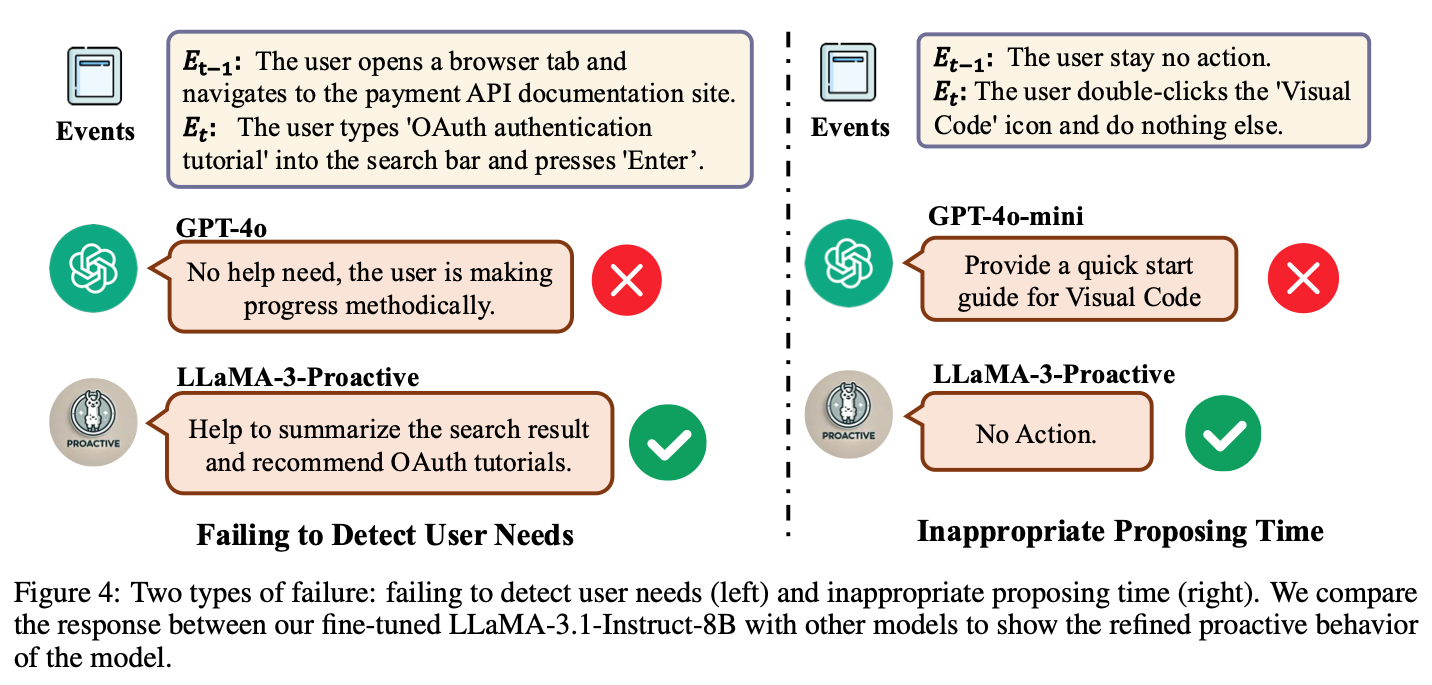 E_{t-1}: The user opens a browser tab and
navigates to the payment API documentation site.
E_t: The user types 'OAuth authentication
tutorial' into the search bar and presses 'Enter’.
Events
GPT-4o
No help need, the user is making
progress methodically.
LLaMA-3-Proactive
PROACTIVE
Help to summarize the search result
and recommend OAuth tutorials.
Failing to Detect User Needs
E_{t-1}: The user stay no action.
E_t: The user double-clicks the 'Visual
Code' icon and do nothing else.
Events
GPT-4o-mini
Provide a quick start
guide for Visual Code
LLaMA-3-Proactive
PROACTIVE
No Action.
Inappropriate Proposing Time
Figure 4: Two types of failure: failing to detect user needs (left) and inappropriate proposing time (right). We compare
the response between our fine-tuned LLaMA-3.1-Instruct-8B with other models to show the refined proactive behavior
of the model.